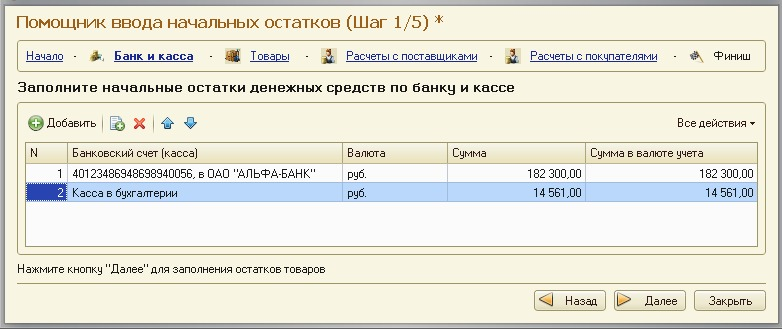 Помощник ввода начальных остатков (Шаг 1/5) *
Начало · Банк и касса · Товары · Расчеты с поставщиками · Расчеты с покупателями · Финиш
Заполните начальные остатки денежных средств по банку и кассе
Добавить Все действия
N Банковский счет (касса) Валюта Сумма Сумма в валюте учета
1 40123486948698940056, в ОАО "АЛЬФА-БАНК" руб. 182 300,00 182 300,00
2 Касса в бухгалтерии руб. 14 561,00 14 561,00
Нажмите кнопку "Далее" для заполнения остатков товаров
Назад Далее Закрыть